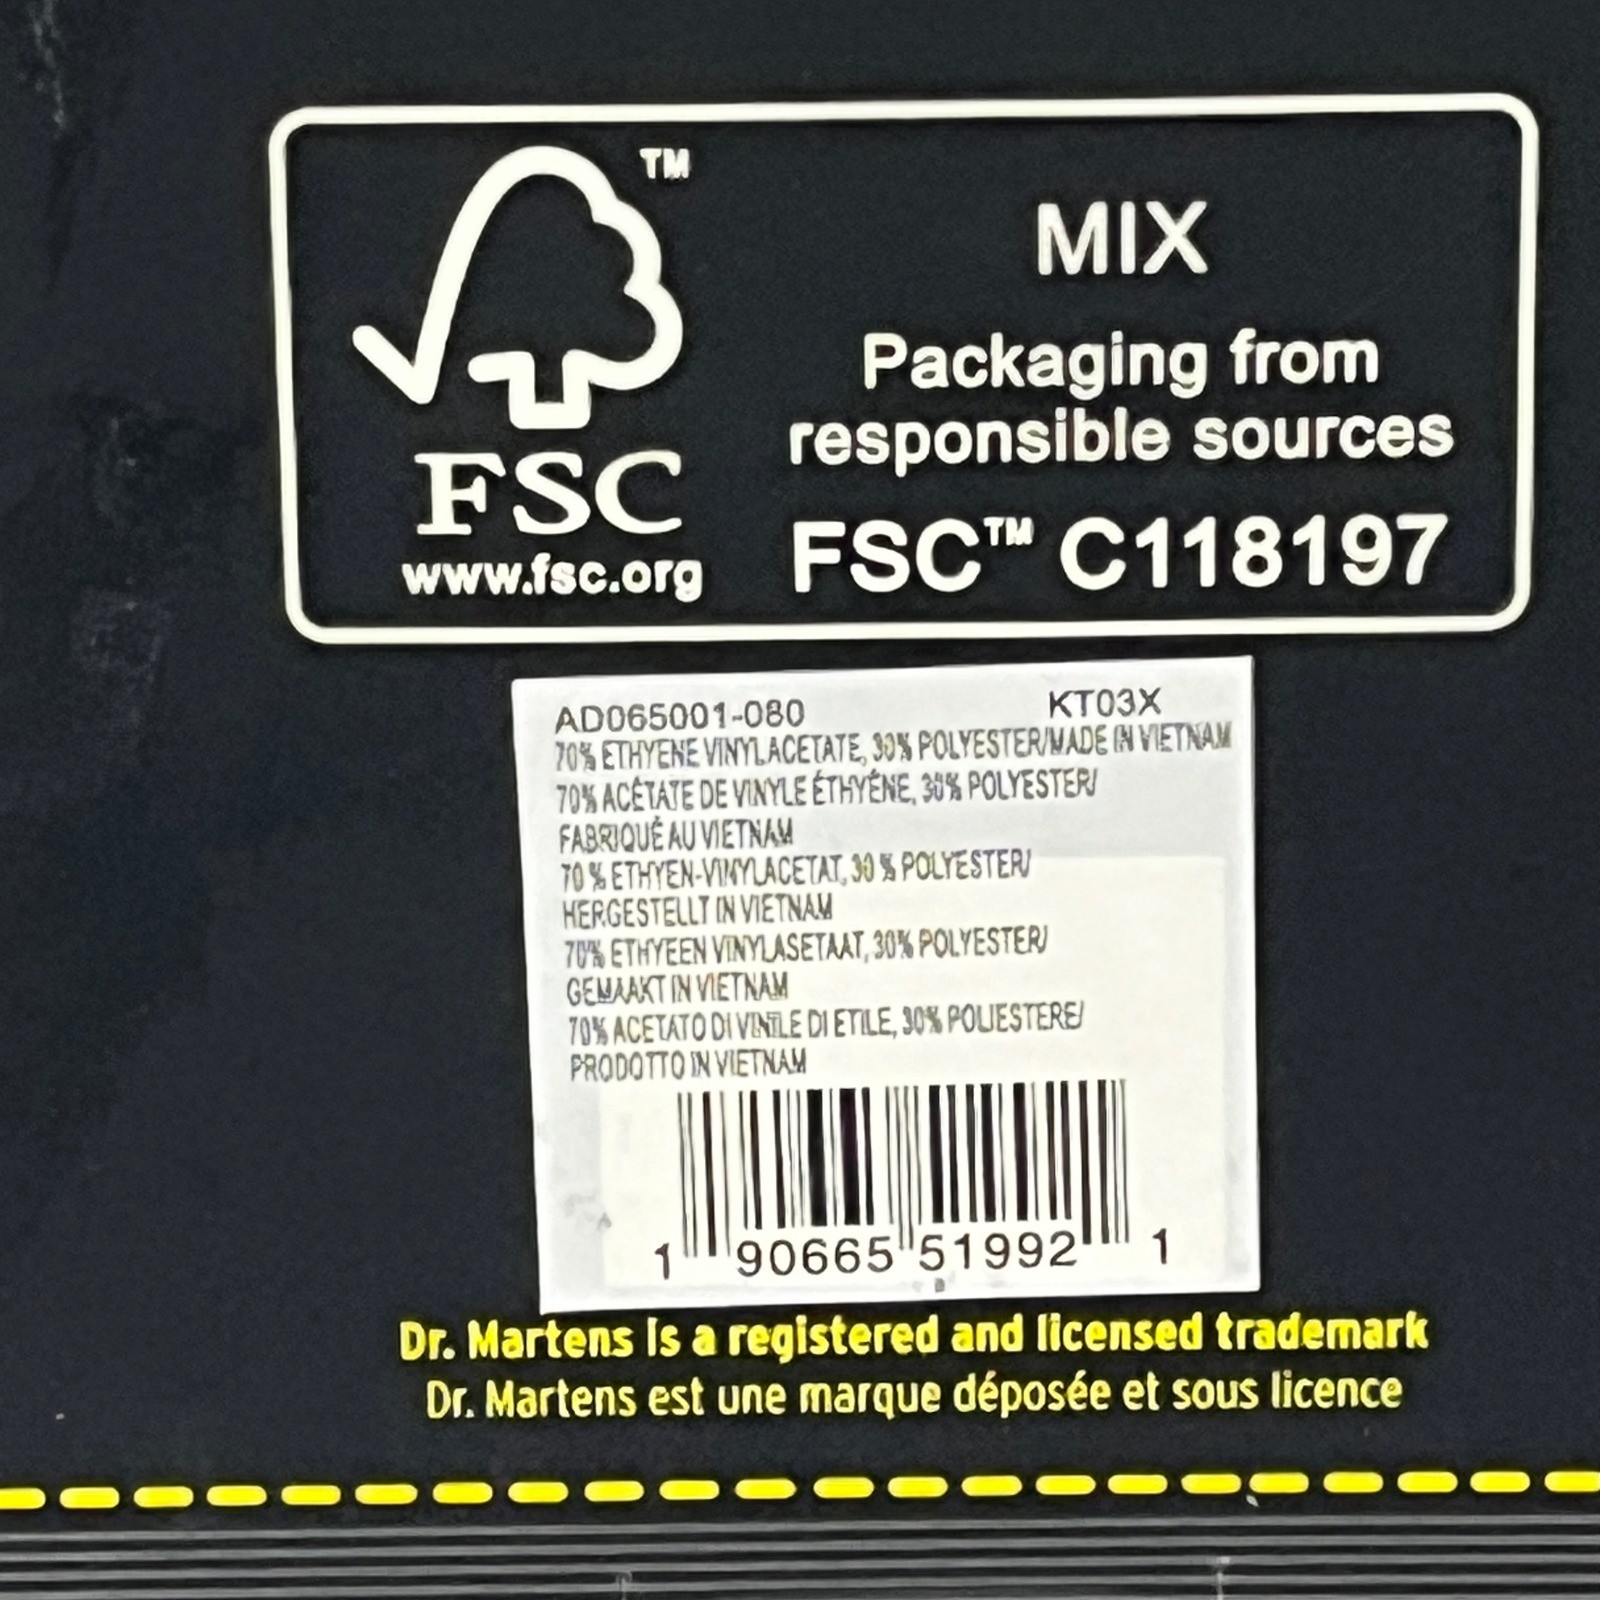 TM
MIX
Packaging from
responsible sources
FSC
www.fsc.org
FSC™ C118197
AD065001-080 KT03X
70% ETHYENE VINYLACETATE, 30% POLYESTER/MADE IN VIETNAM
70% ACÉTATE DE VINYLE ÉTHYÉNE, 30% POLYESTER/
FABRIQUÉ AU VIETNAM
70 % ETHYEN-VINYLACETAT, 30 % POLYESTER/
HERGESTELLT IN VIETNAM
70% ETHYEEN VINYLASETAAT, 30% POLYESTER/
GEMAAKT IN VIETNAM
70% ACETATO DI VINILE DI ETILE, 30% POLIESTERE/
PRODOTTO IN VIETNAM
1 90665 51992 1
Dr. Martens is a registered and licensed trademark
Dr. Martens est une marque déposée et sous licence